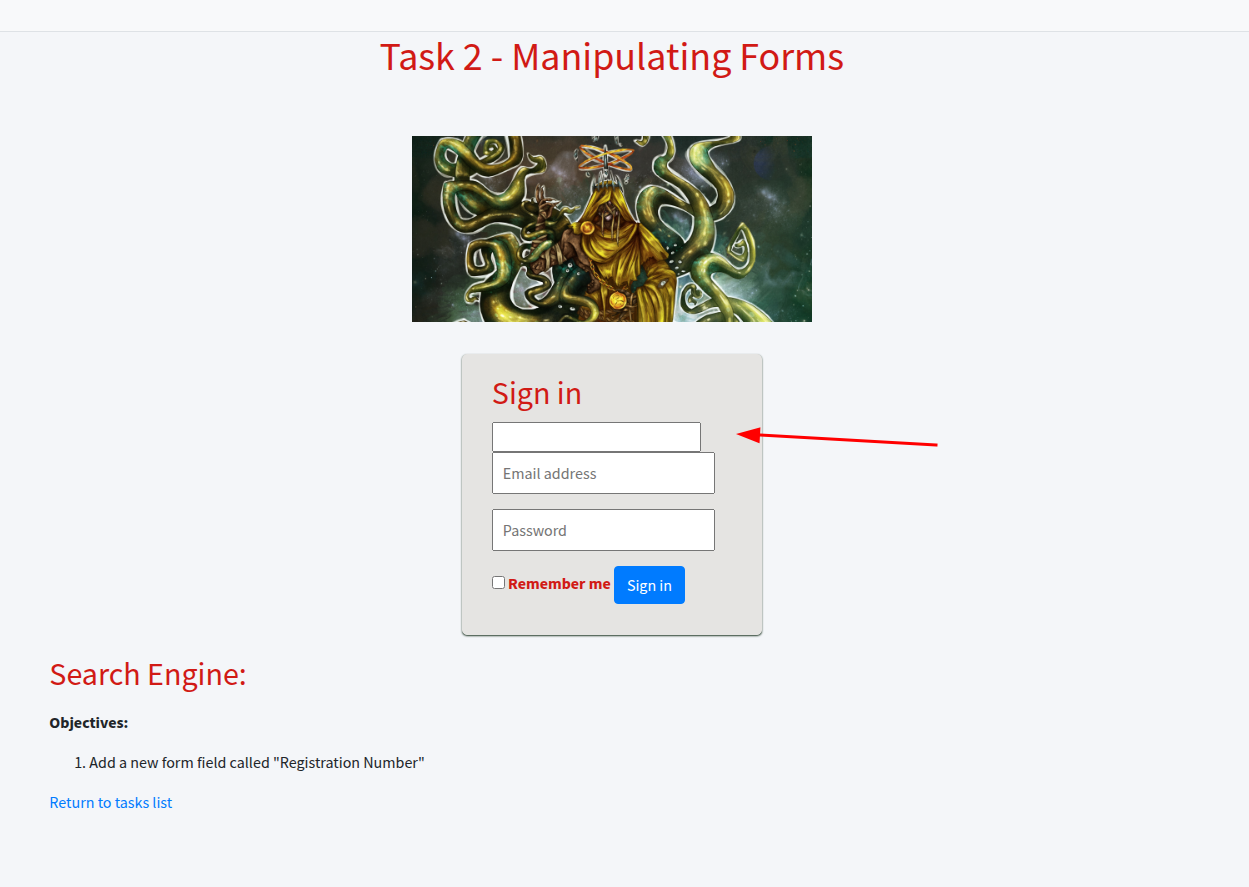 Task 2 - Manipulating Forms
Sign in
Email address
Password
Remember me Sign in
Search Engine:
Objectives:
1. Add a new form field called "Registration Number"
Return to tasks list